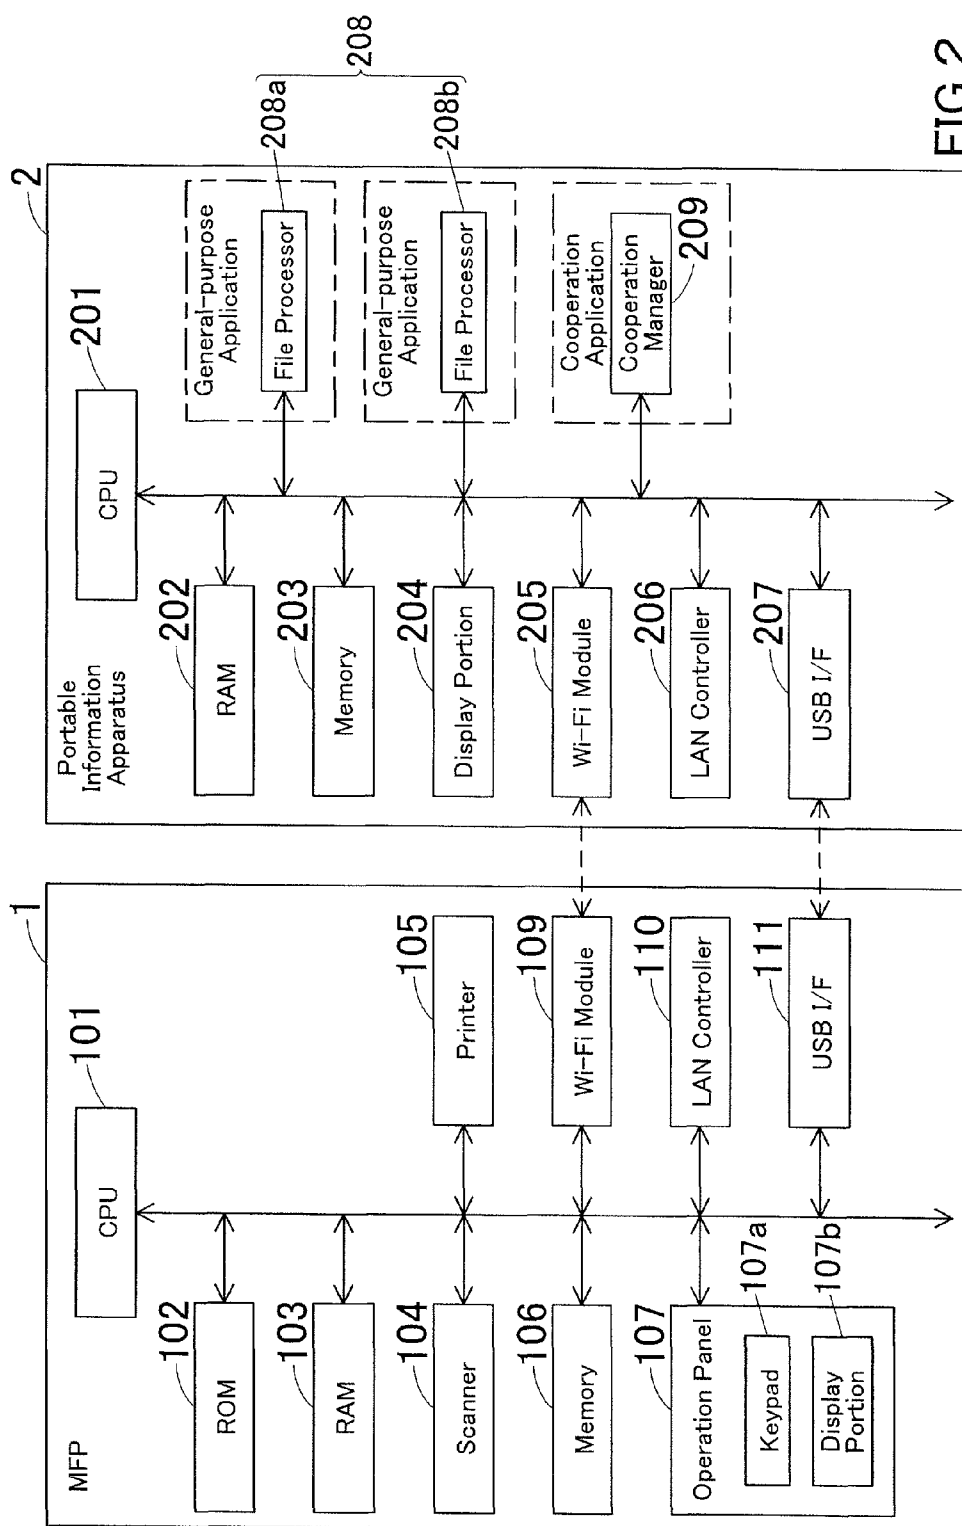 1
MFP
101
CPU
102
ROM
103
RAM
104
Scanner
105
Printer
106
Memory
109
Wi-Fi Module
107
Operation Panel
107a
Keypad
107b
Display
Portion
110
LAN Controller
111
USB I/F
2
Portable
Information
Apparatus
201
CPU
202
RAM
203
Memory
204
Display Portion
205
Wi-Fi Module
206
LAN Controller
207
USB I/F
208
General-purpose
Application
208a
File Processor
General-purpose
Application
208b
File Processor
Cooperation
Application
Cooperation
Manager
209
FIG.2